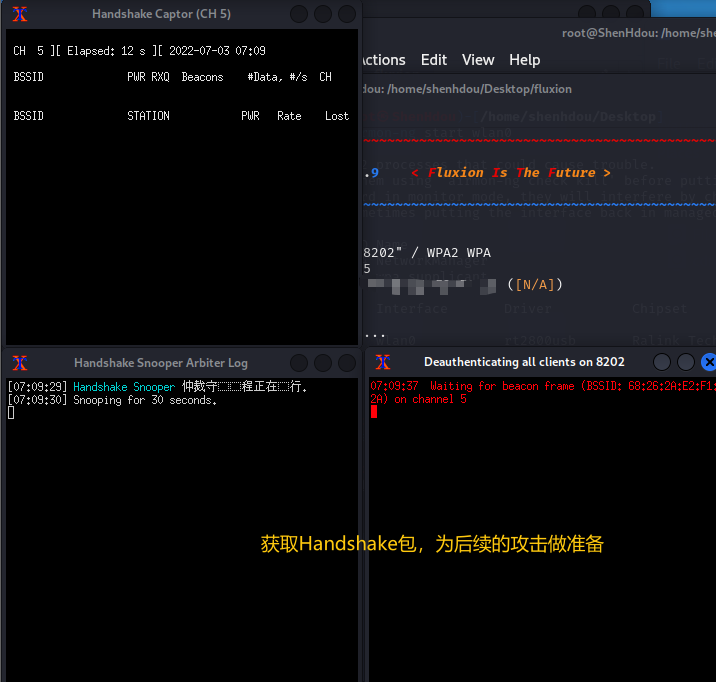 Handshake Captor (CH 5)
CH 5 ][ Elapsed: 12 s ][ 2022-07-03 07:09
BSSID PWR RXQ Beacons #Data, #/s CH
BSSID STATION PWR Rate Lost
root@ShenHdou: /home/she
Actions Edit View Help
dou: /home/shenhdou/Desktop/fluxion
/home/shenhdou/Desktop
start wlan0
.9 < Fluxion Is The Future >
8202" / WPA2 WPA
5
([N/A])
Interface Driver Chipset
...
wlan0 rt2800usb Ralink Tech
Handshake Snooper Arbiter Log
[07:09:29] Handshake Snooper 仲裁守程正在行.
[07:09:30] Snooping for 30 seconds.
Deauthenticating all clients on 8202
07:09:37 Waiting for beacon frame (BSSID: 68:26:2A:E2:F1:
2A) on channel 5
获取Handshake包，为后续的攻击做准备